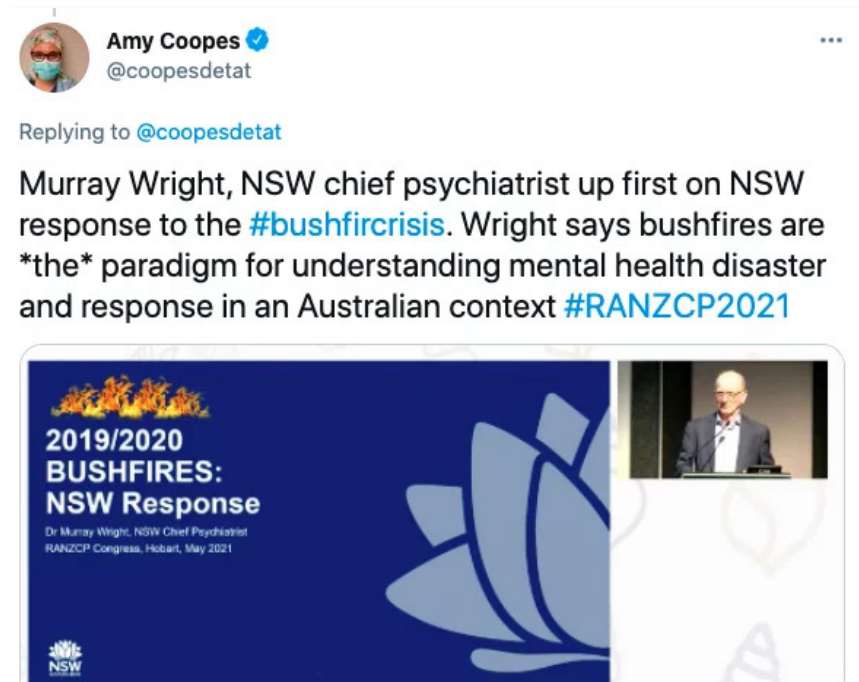 Amy Coopes
@coopesdetat
Replying to @coopesdetat
Murray Wright, NSW chief psychiatrist up first on NSW
response to the #bushfircrisis. Wright says bushfires are
*the* paradigm for understanding mental health disaster
and response in an Australian context #RANZCP2021
2019/2020
BUSHFIRES:
NSW Response
Dr Murray Wright, NSW Chief Psychiatrist
RANZCP Congress, Hobart, May 2021
NSW